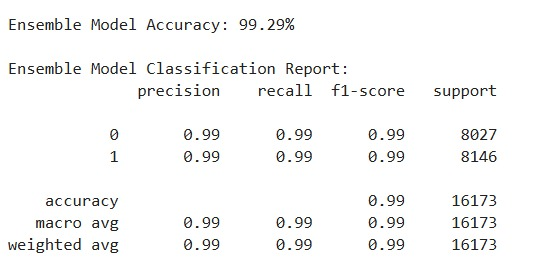 Ensemble Model Accuracy: 99.29%
Ensemble Model Classification Report:
precision recall f1-score support
0 0.99 0.99 0.99 8027
1 0.99 0.99 0.99 8146
accuracy 0.99 16173
macro avg 0.99 0.99 0.99 16173
weighted avg 0.99 0.99 0.99 16173